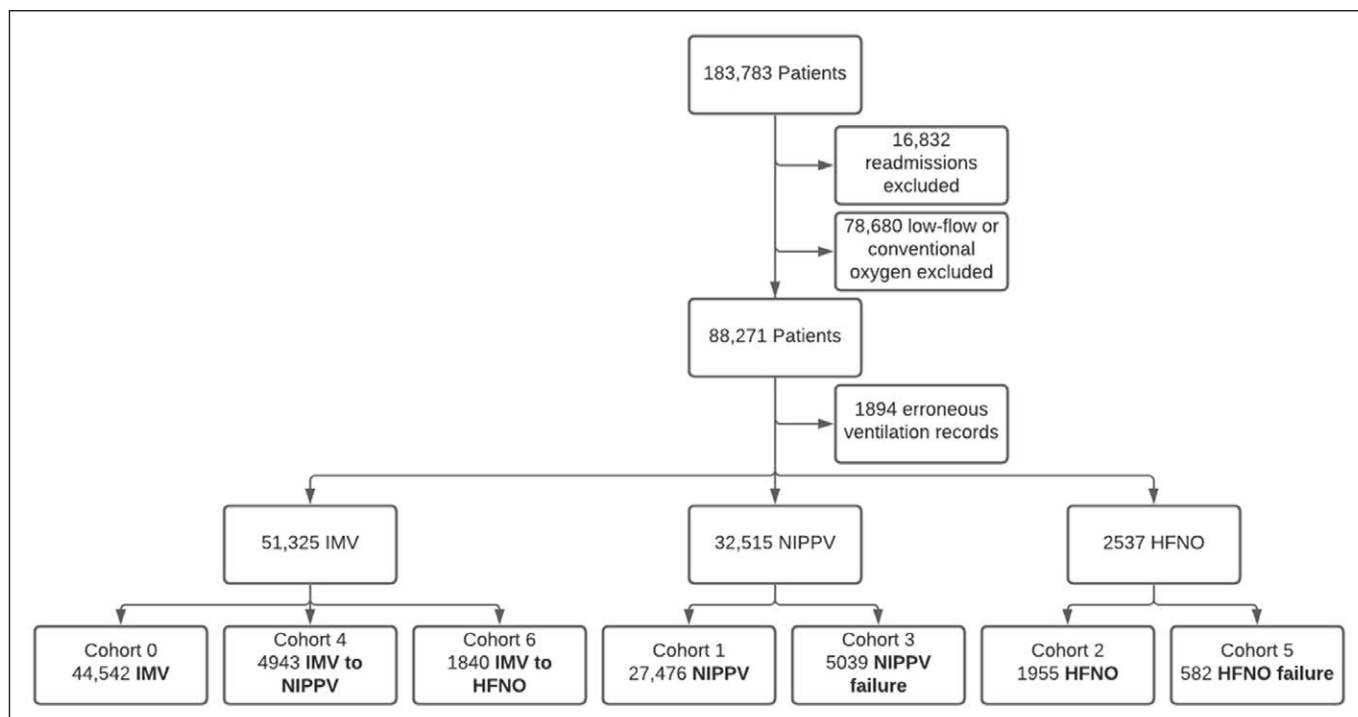 183,783 Patients
16,832
readmissions
excluded
78,680 low-flow or
conventional
oxygen excluded
88,271 Patients
1894 erroneous
ventilation records
51,325 IMV
32,515 NIPPV
2537 HFNO
Cohort 0
44,542 IMV
Cohort 4
4943 IMV to
NIPPV
Cohort 6
1840 IMV to
HFNO
Cohort 1
27,476 NIPPV
Cohort 3
5039 NIPPV
failure
Cohort 2
1955 HFNO
Cohort 5
582 HFNO failure